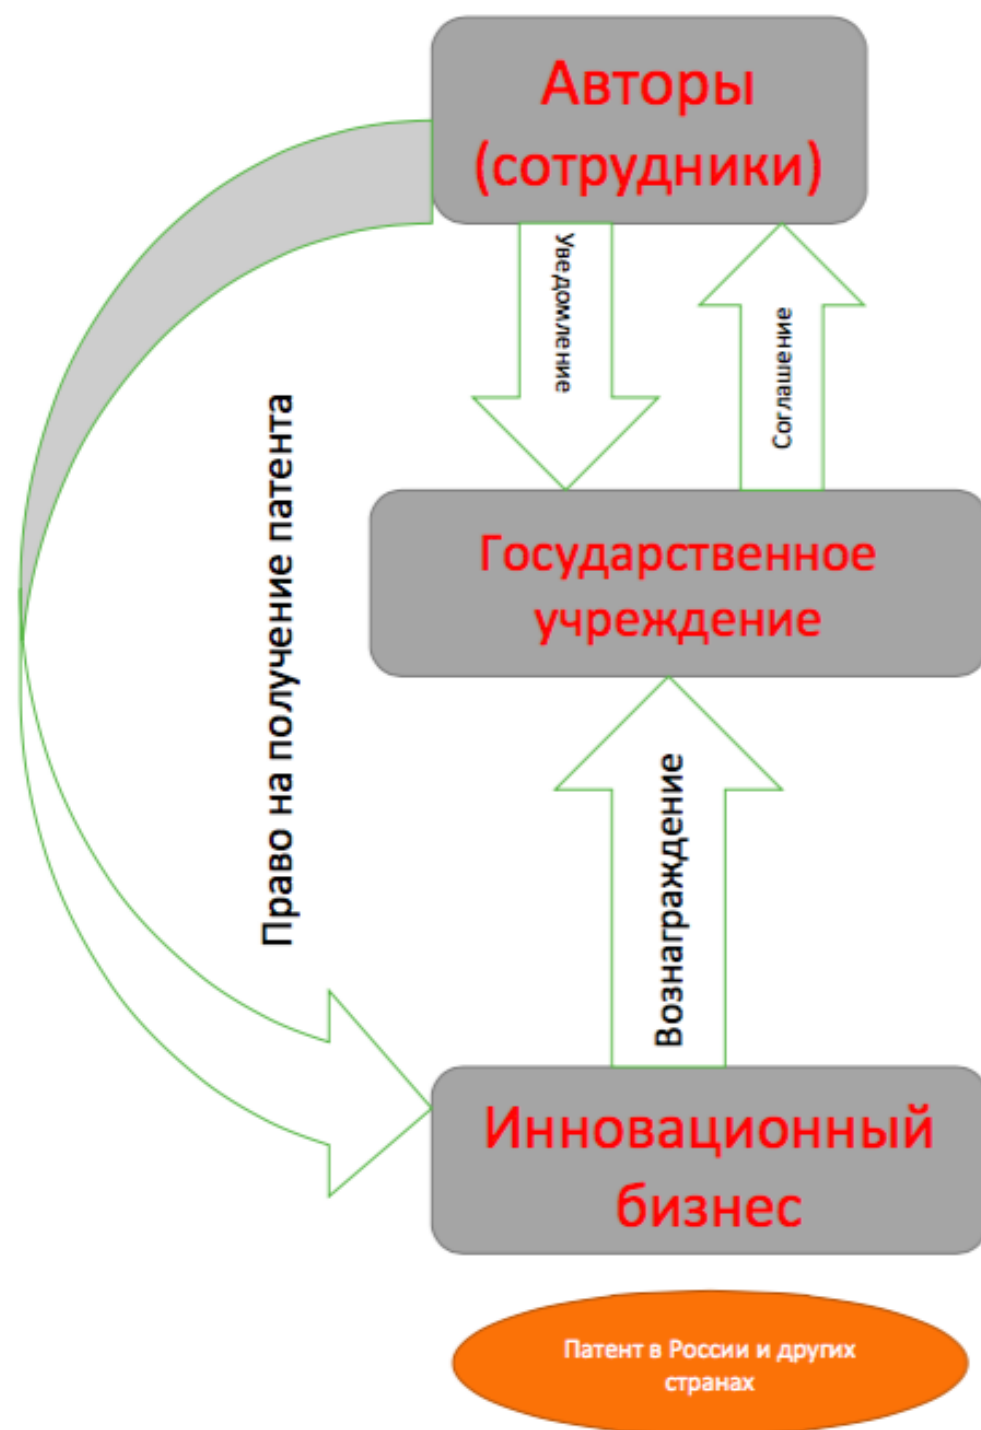 Авторы
(сотрудники)
Уведомление
Соглашение
Право на получение патента
Государственное
учреждение
Вознаграждение
Инновационный
бизнес
Патент в России и других
странах